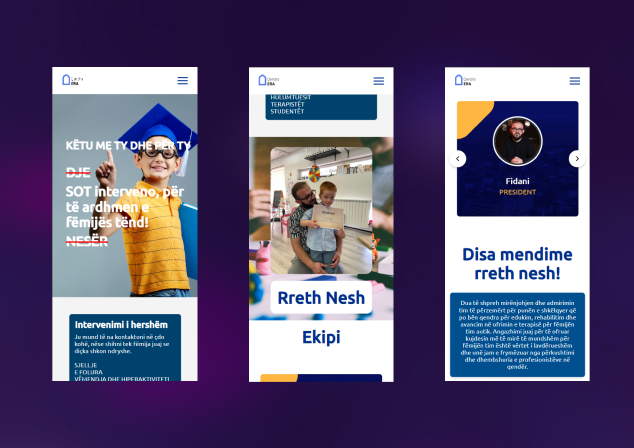 Qendra
ERA
KËTU ME TY DHE PËR TY
DJE
SOT interveno, për
të ardhmen e
fëmijës tënd!
NESËR
Intervenimi i hershëm
Je mund të na kontaktoni në çdo
kohë, nëse shihni tek fëmija juaj se
diçka shkon ndryshe.
SJELLJE
E FOLURA
VËMENDJA DHE HIPERAKTIVITETI
Qendra
ERA
HULUMTUESIT
TERAPISTËT
STUDENTËT
Rreth Nesh
Ekipi
Qendra
ERA
Fidani
PRESIDENT
Disa mendime
rreth nesh!
Dua të shpreh mirënjohjen dhe admirimin
tim të përzemërt për punën e shkëlqyer që
po bën qendra për edukim, rehabilitim dhe
avancim në ofrimin e terapisë për fëmijën
tim autik. Angazhimi juaj për të ofruar
kujdesin më të mirë të mundshëm për
fëmijën tim është vërtet i lavdërueshëm
dhe unë jam e frymëzuar nga përkushtimi
dhe dhembshuria e profesionistëve në
qendër.